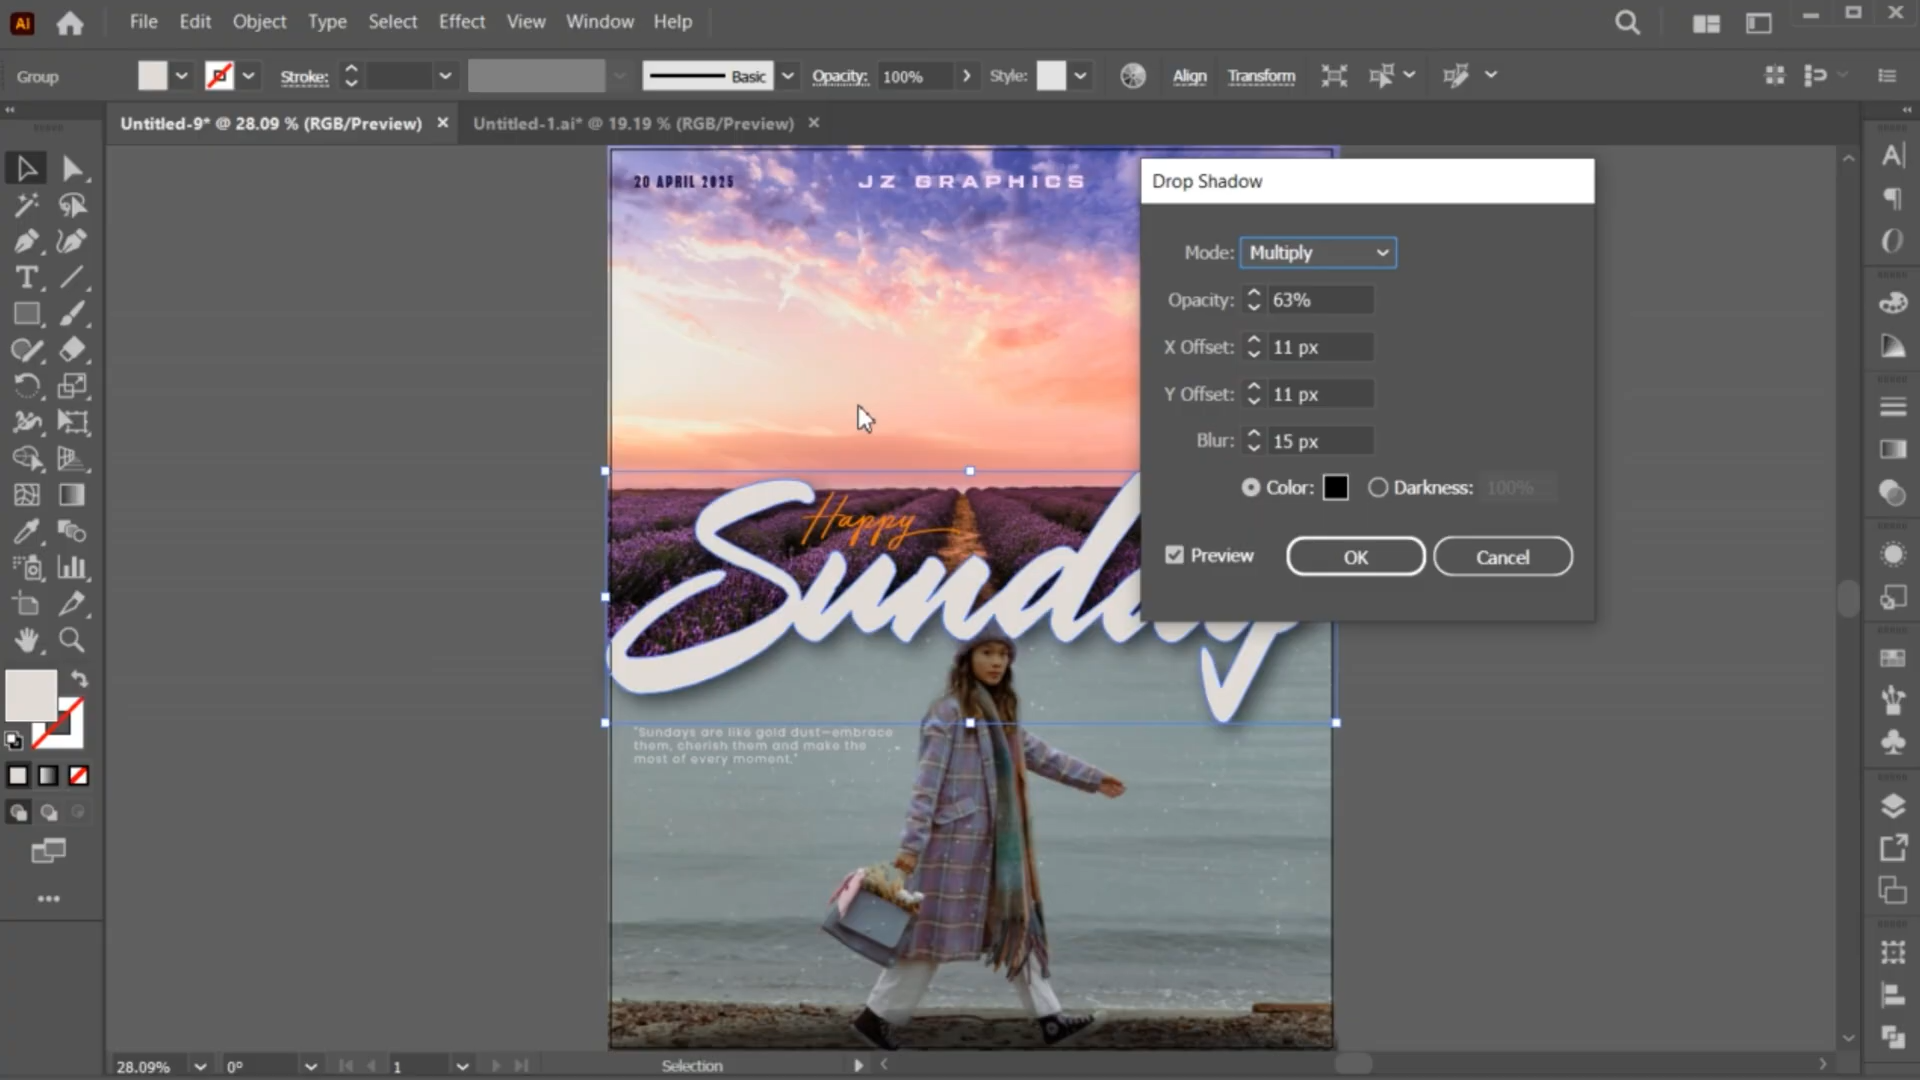 Ai File Edit Object Type Select Effect View Window Help
Group Stroke: Basic Opacity: 100% Style: Align Transform
Untitled-9* @ 28.09 % (RGB/Preview) Untitled-1.ai* @ 19.19 % (RGB/Preview)
20 APRIL 2025
JZ GRAPHICS
Drop Shadow
Mode: Multiply
Opacity: 63%
X Offset: 11 px
Y Offset: 11 px
Blur: 15 px
Color: Darkness: 100%
Preview OK Cancel
Happy
Sunday
"Sundays are like gold dust—embrace
them, cherish them and make the
most of every moment."
28.09% 0° 1 Selection